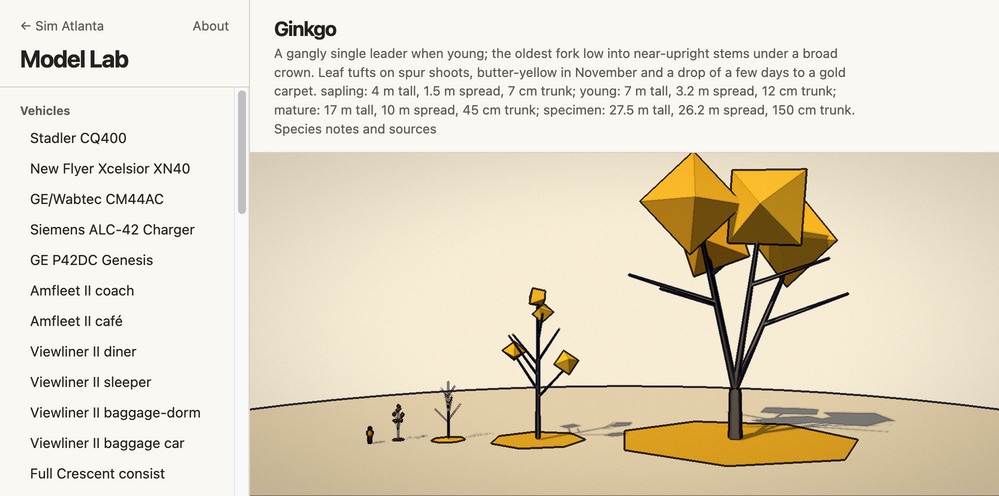 ← Sim Atlanta
About
Model Lab
Vehicles
Stadler CQ400
New Flyer Xcelsior XN40
GE/Wabtec CM44AC
Siemens ALC-42 Charger
GE P42DC Genesis
Amfleet II coach
Amfleet II café
Viewliner II diner
Viewliner II sleeper
Viewliner II baggage-dorm
Viewliner II baggage car
Full Crescent consist
Ginkgo
A gangly single leader when young; the oldest fork low into near-upright stems under a broad
crown. Leaf tufts on spur shoots, butter-yellow in November and a drop of a few days to a gold
carpet. sapling: 4 m tall, 1.5 m spread, 7 cm trunk; young: 7 m tall, 3.2 m spread, 12 cm trunk;
mature: 17 m tall, 10 m spread, 45 cm trunk; specimen: 27.5 m tall, 26.2 m spread, 150 cm trunk.
Species notes and sources